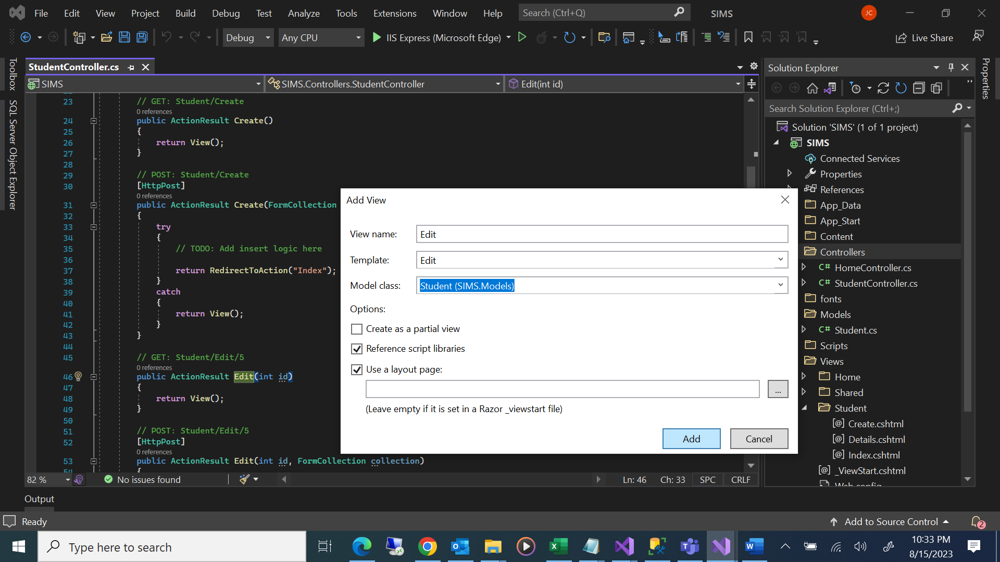 File Edit View Project Build Debug Test Analyze Tools Extensions Window Help Search (Ctrl+Q) SIMS JC
Debug Any CPU IIS Express (Microsoft Edge) Live Share
Toolbox
SQL Server Object Explorer
StudentController.cs
SIMS SIMS.Controllers.StudentController Edit(int id)
23 // GET: Student/Create
0 references
24 public ActionResult Create()
25 {
26 return View();
27 }
28
29 // POST: Student/Create
30 [HttpPost]
0 references
31 public ActionResult Create(FormCollection
32 {
33 try
34 {
35 // TODO: Add insert logic here
36
37 return RedirectToAction("Index");
38 }
39 catch
40 {
41 return View();
42 }
43 }
44
45 // GET: Student/Edit/5
0 references
46 public ActionResult Edit(int id)
47 {
48 return View();
49 }
50
51 // POST: Student/Edit/5
52 [HttpPost]
0 references
53 public ActionResult Edit(int id, FormCollection collection)
54 {
82 % No issues found Ln: 46 Ch: 33 SPC CRLF
Add View
View name: Edit
Template: Edit
Model class: Student (SIMS.Models)
Options:
Create as a partial view
Reference script libraries
Use a layout page:
...
(Leave empty if it is set in a Razor _viewstart file)
Add Cancel
Solution Explorer
Search Solution Explorer (Ctrl+;)
Solution 'SIMS' (1 of 1 project)
SIMS
Connected Services
Properties
References
App_Data
App_Start
Content
Controllers
C# HomeController.cs
C# StudentController.cs
fonts
Models
C# Student.cs
Scripts
Views
Home
Shared
Student
[@] Create.cshtml
[@] Details.cshtml
[@] Index.cshtml
[@] _ViewStart.cshtml
Web.config
Properties
Output
Ready Add to Source Control 2
Type here to search
10:33 PM
8/15/2023